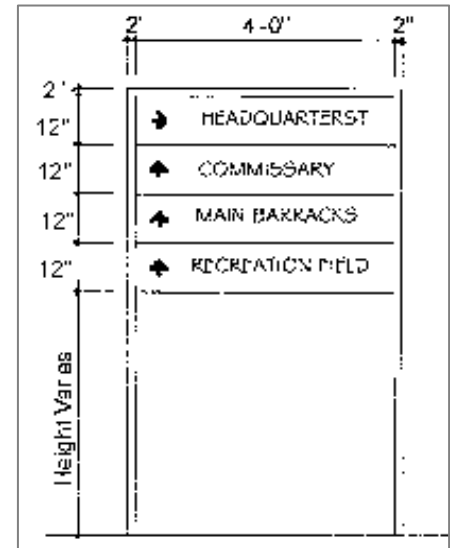 2' 4'-0" 2"
2"
12" HEADQUARTERST
12" COMMISSARY
12" MAIN BARRACKS
12" RECREATION FIELD
Height Varies